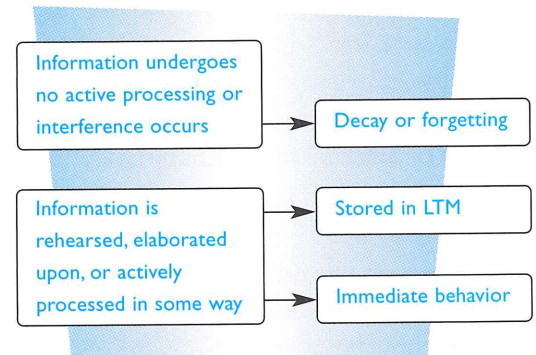 Information undergoes
no active processing or
interference occurs
Decay or forgetting
Information is
rehearsed, elaborated
upon, or actively
processed in some way
Stored in LTM
Immediate behavior